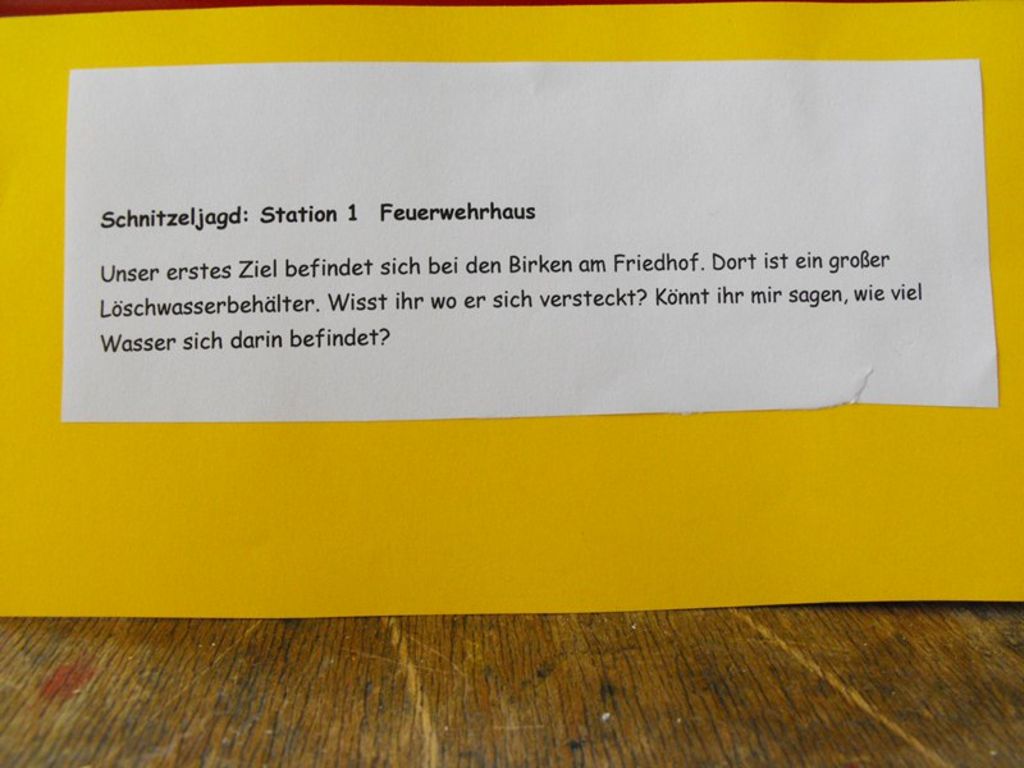 Schnitzeljagd: Station 1 Feuerwehrhaus
Unser erstes Ziel befindet sich bei den Birken am Friedhof. Dort ist ein großer
Löschwasserbehälter. Wisst ihr wo er sich versteckt? Könnt ihr mir sagen, wie viel
Wasser sich darin befindet?